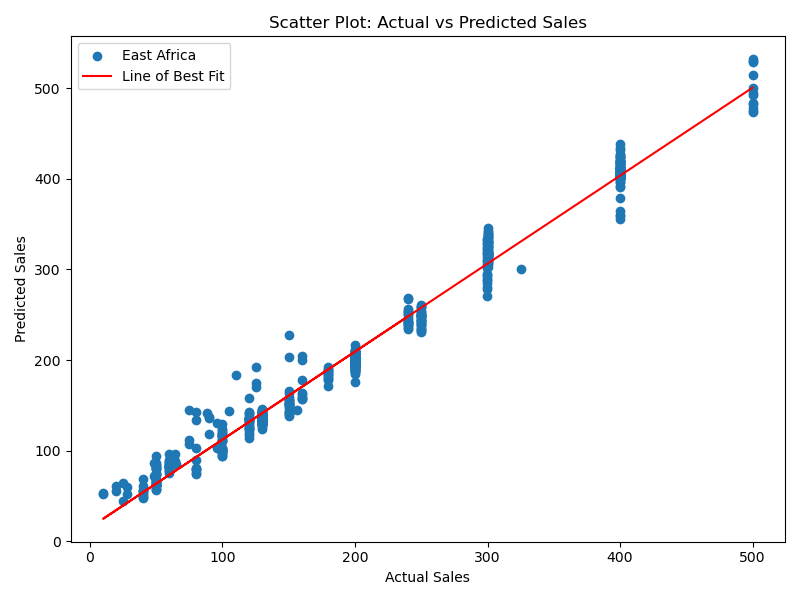 Scatter Plot: Actual vs Predicted Sales
East Africa
Line of Best Fit
Predicted Sales
500
400
300
200
100
0
0 100 200 300 400 500
Actual Sales